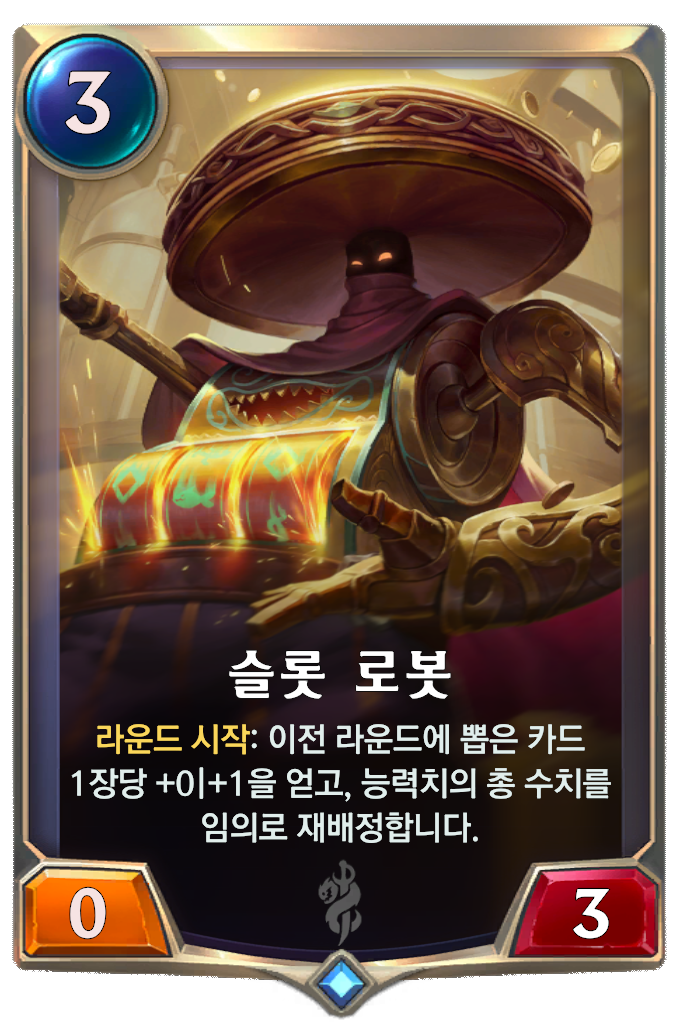 3
슬롯 로봇
라운드 시작: 이전 라운드에 뽑은 카드
1장당 +0|+1을 얻고, 능력치의 총 수치를
임의로 재배정합니다.
0
3